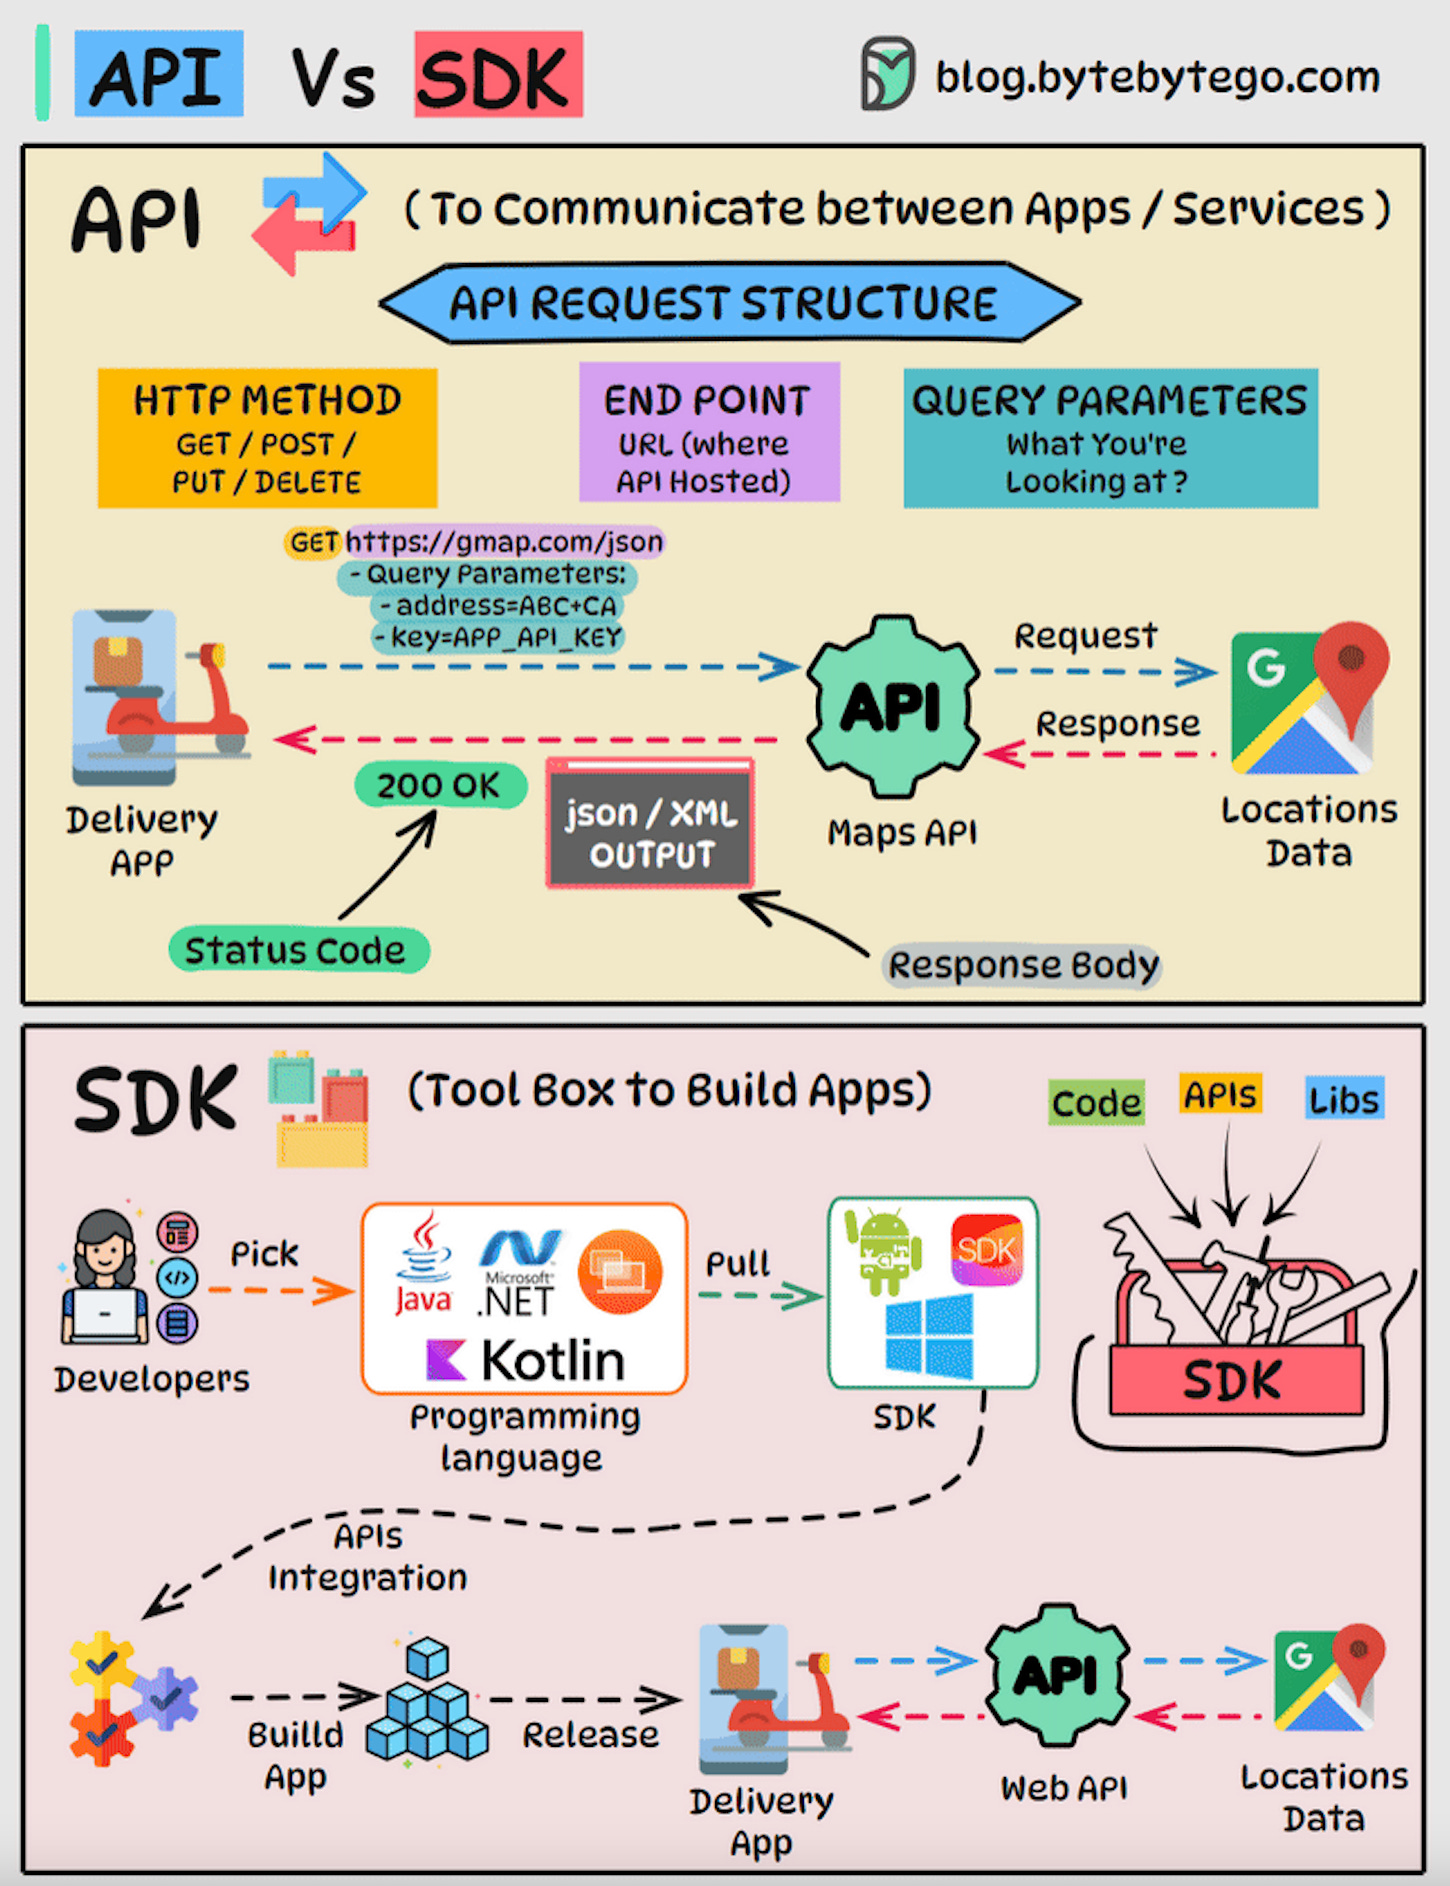 API Vs SDK
blog.bytebytego.com
API
( To Communicate between Apps / Services )
API REQUEST STRUCTURE
HTTP METHOD
GET / POST /
PUT / DELETE
END POINT
URL (where
API Hosted)
QUERY PARAMETERS
What You're
Looking at ?
GET https://gmap.com/json
- Query Parameters:
- address=ABC+CA
- key=APP_API_KEY
Delivery
APP
API
Maps API
Request
Response
G
Locations
Data
200 OK
json / XML
OUTPUT
Status Code
Response Body
SDK
(Tool Box to Build Apps)
Code
APIs
Libs
SDK
Developers
Pick
Java
Microsoft
.NET
Kotlin
Programming
language
Pull
SDK
SDK
APIs
Integration
Builld
App
Release
Delivery
App
API
Web API
G
Locations
Data